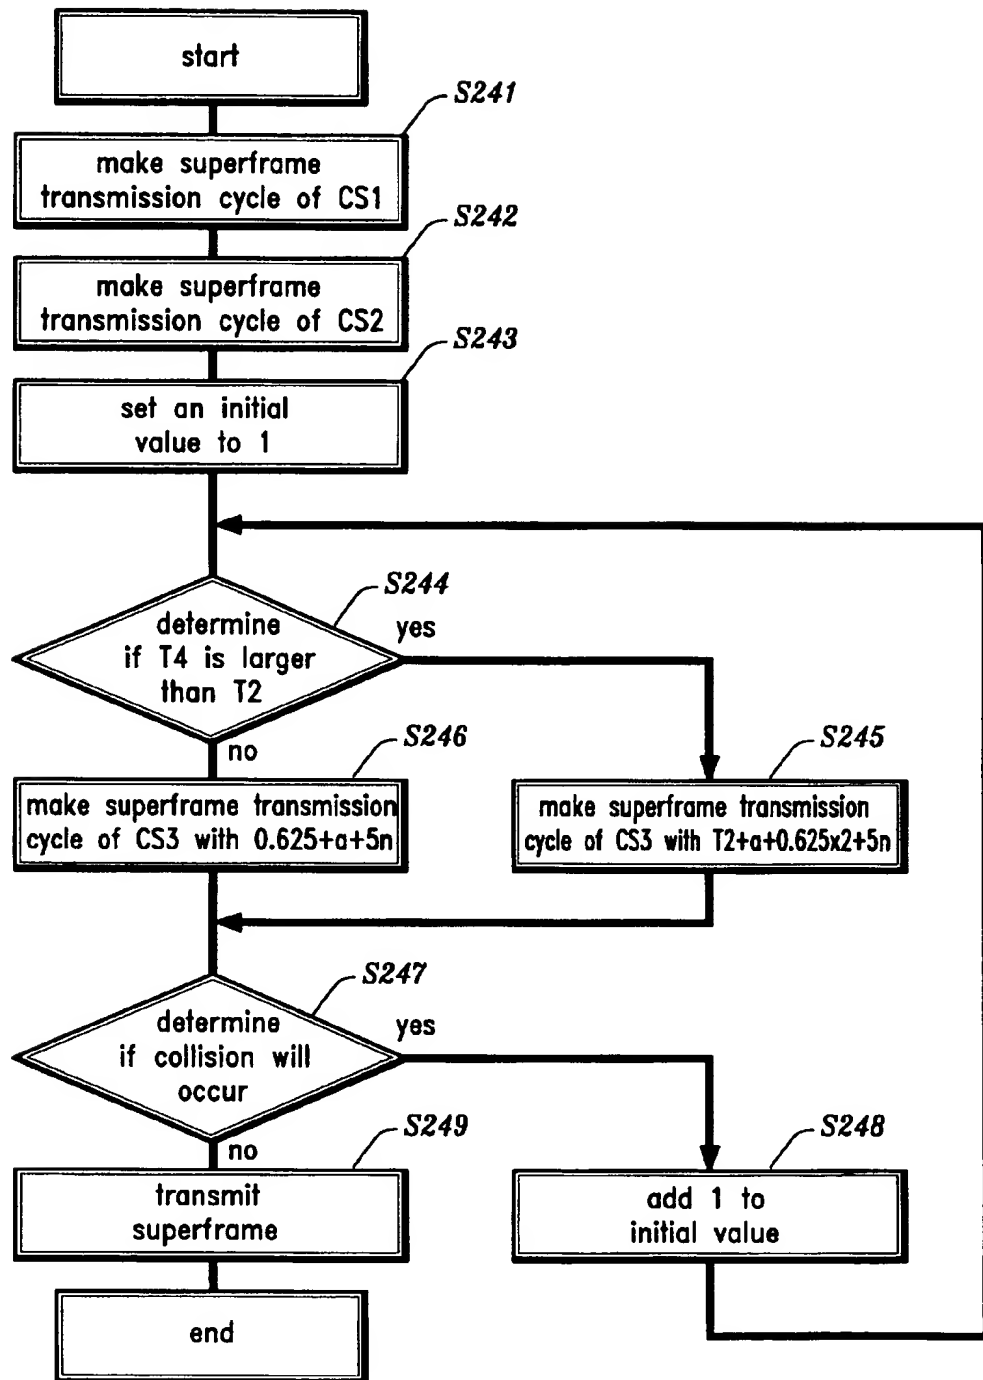 start
S241
make superframe
transmission cycle of CS1
S242
make superframe
transmission cycle of CS2
S243
set an initial
value to 1
S244
determine
if T4 is larger
than T2
yes
no
S246
make superframe transmission
cycle of CS3 with 0.625+a+5n
S245
make superframe transmission
cycle of CS3 with T2+a+0.625x2+5n
S247
determine
if collision will
occur
yes
no
S249
transmit
superframe
S248
add 1 to
initial value
end